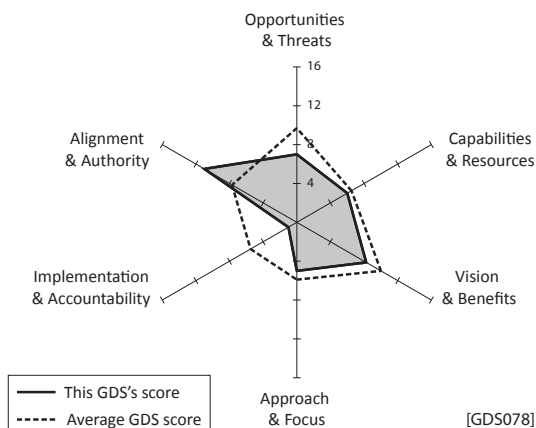 Opportunities
& Threats
16
12
8
4
Alignment
& Authority
Capabilities
& Resources
Implementation
& Accountability
Vision
& Benefits
Approach
& Focus
This GDS's score
Average GDS score
[GDS078]